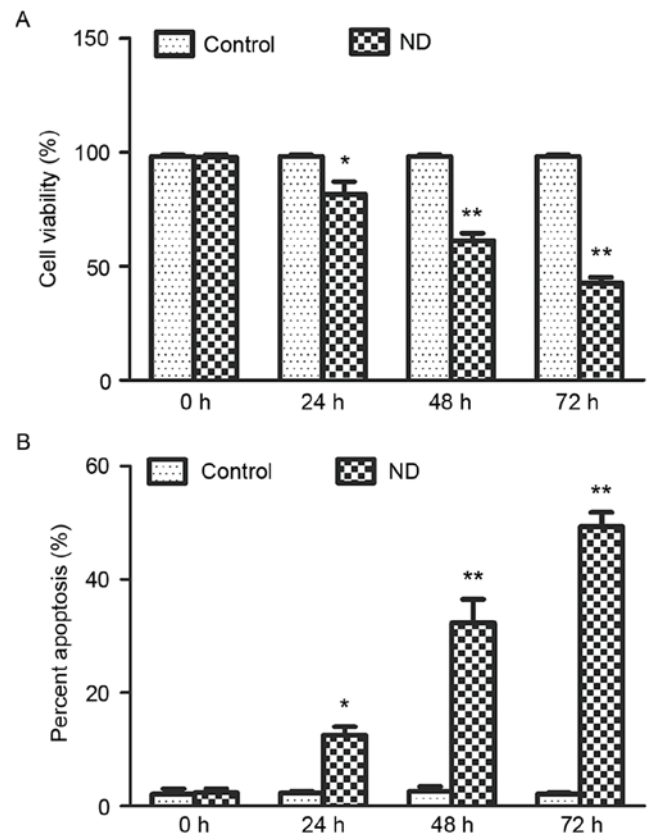 A
Cell viability (%)
150
100
50
0
Control
ND
*
**
**
0 h
24 h
48 h
72 h
B
Percent apoptosis (%)
60
40
20
0
Control
ND
*
**
**
0 h
24 h
48 h
72 h